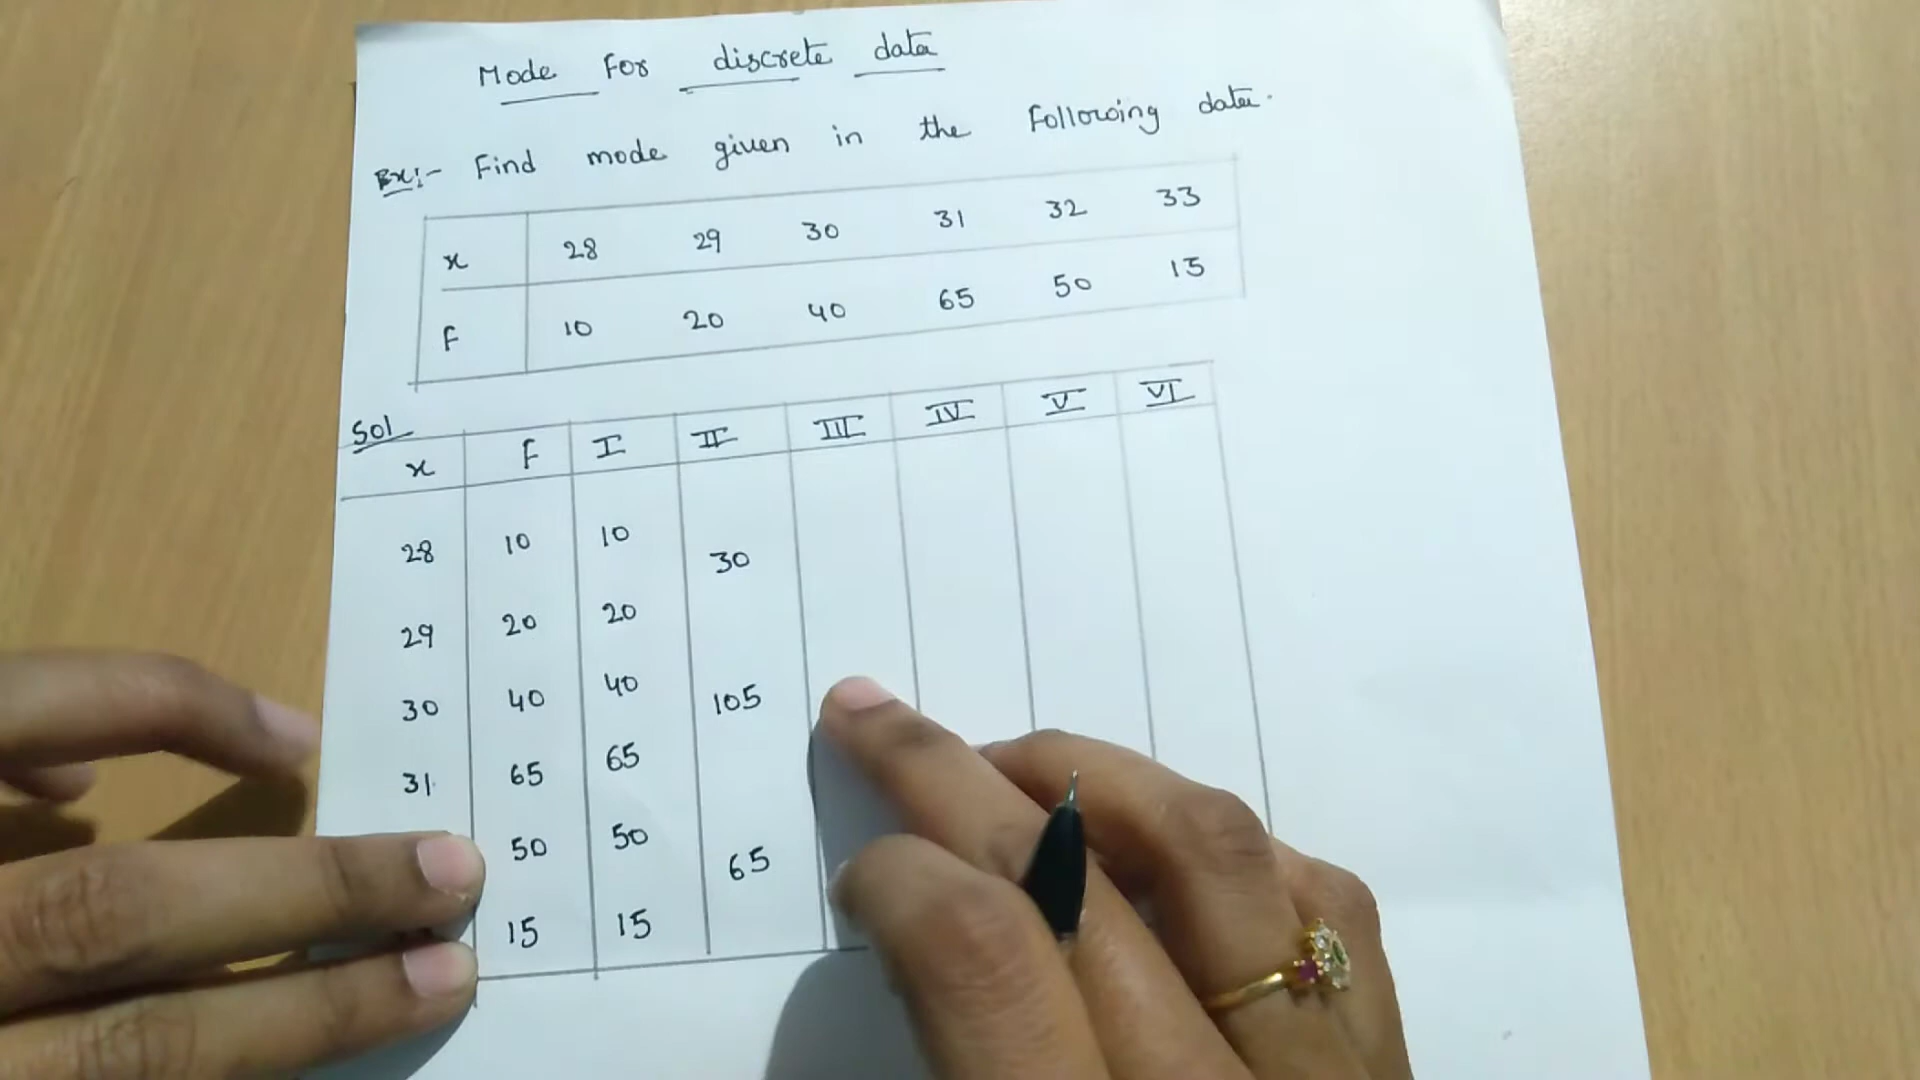 Mode For discrete data
Ex:- Find mode given in the Following data.
x 28 29 30 31 32 33
F 10 20 40 65 50 15
Sol
x F I II III IV V VI
28 10 10
30
29 20 20
30 40 40 105
31 65 65
50 50
65
15 15